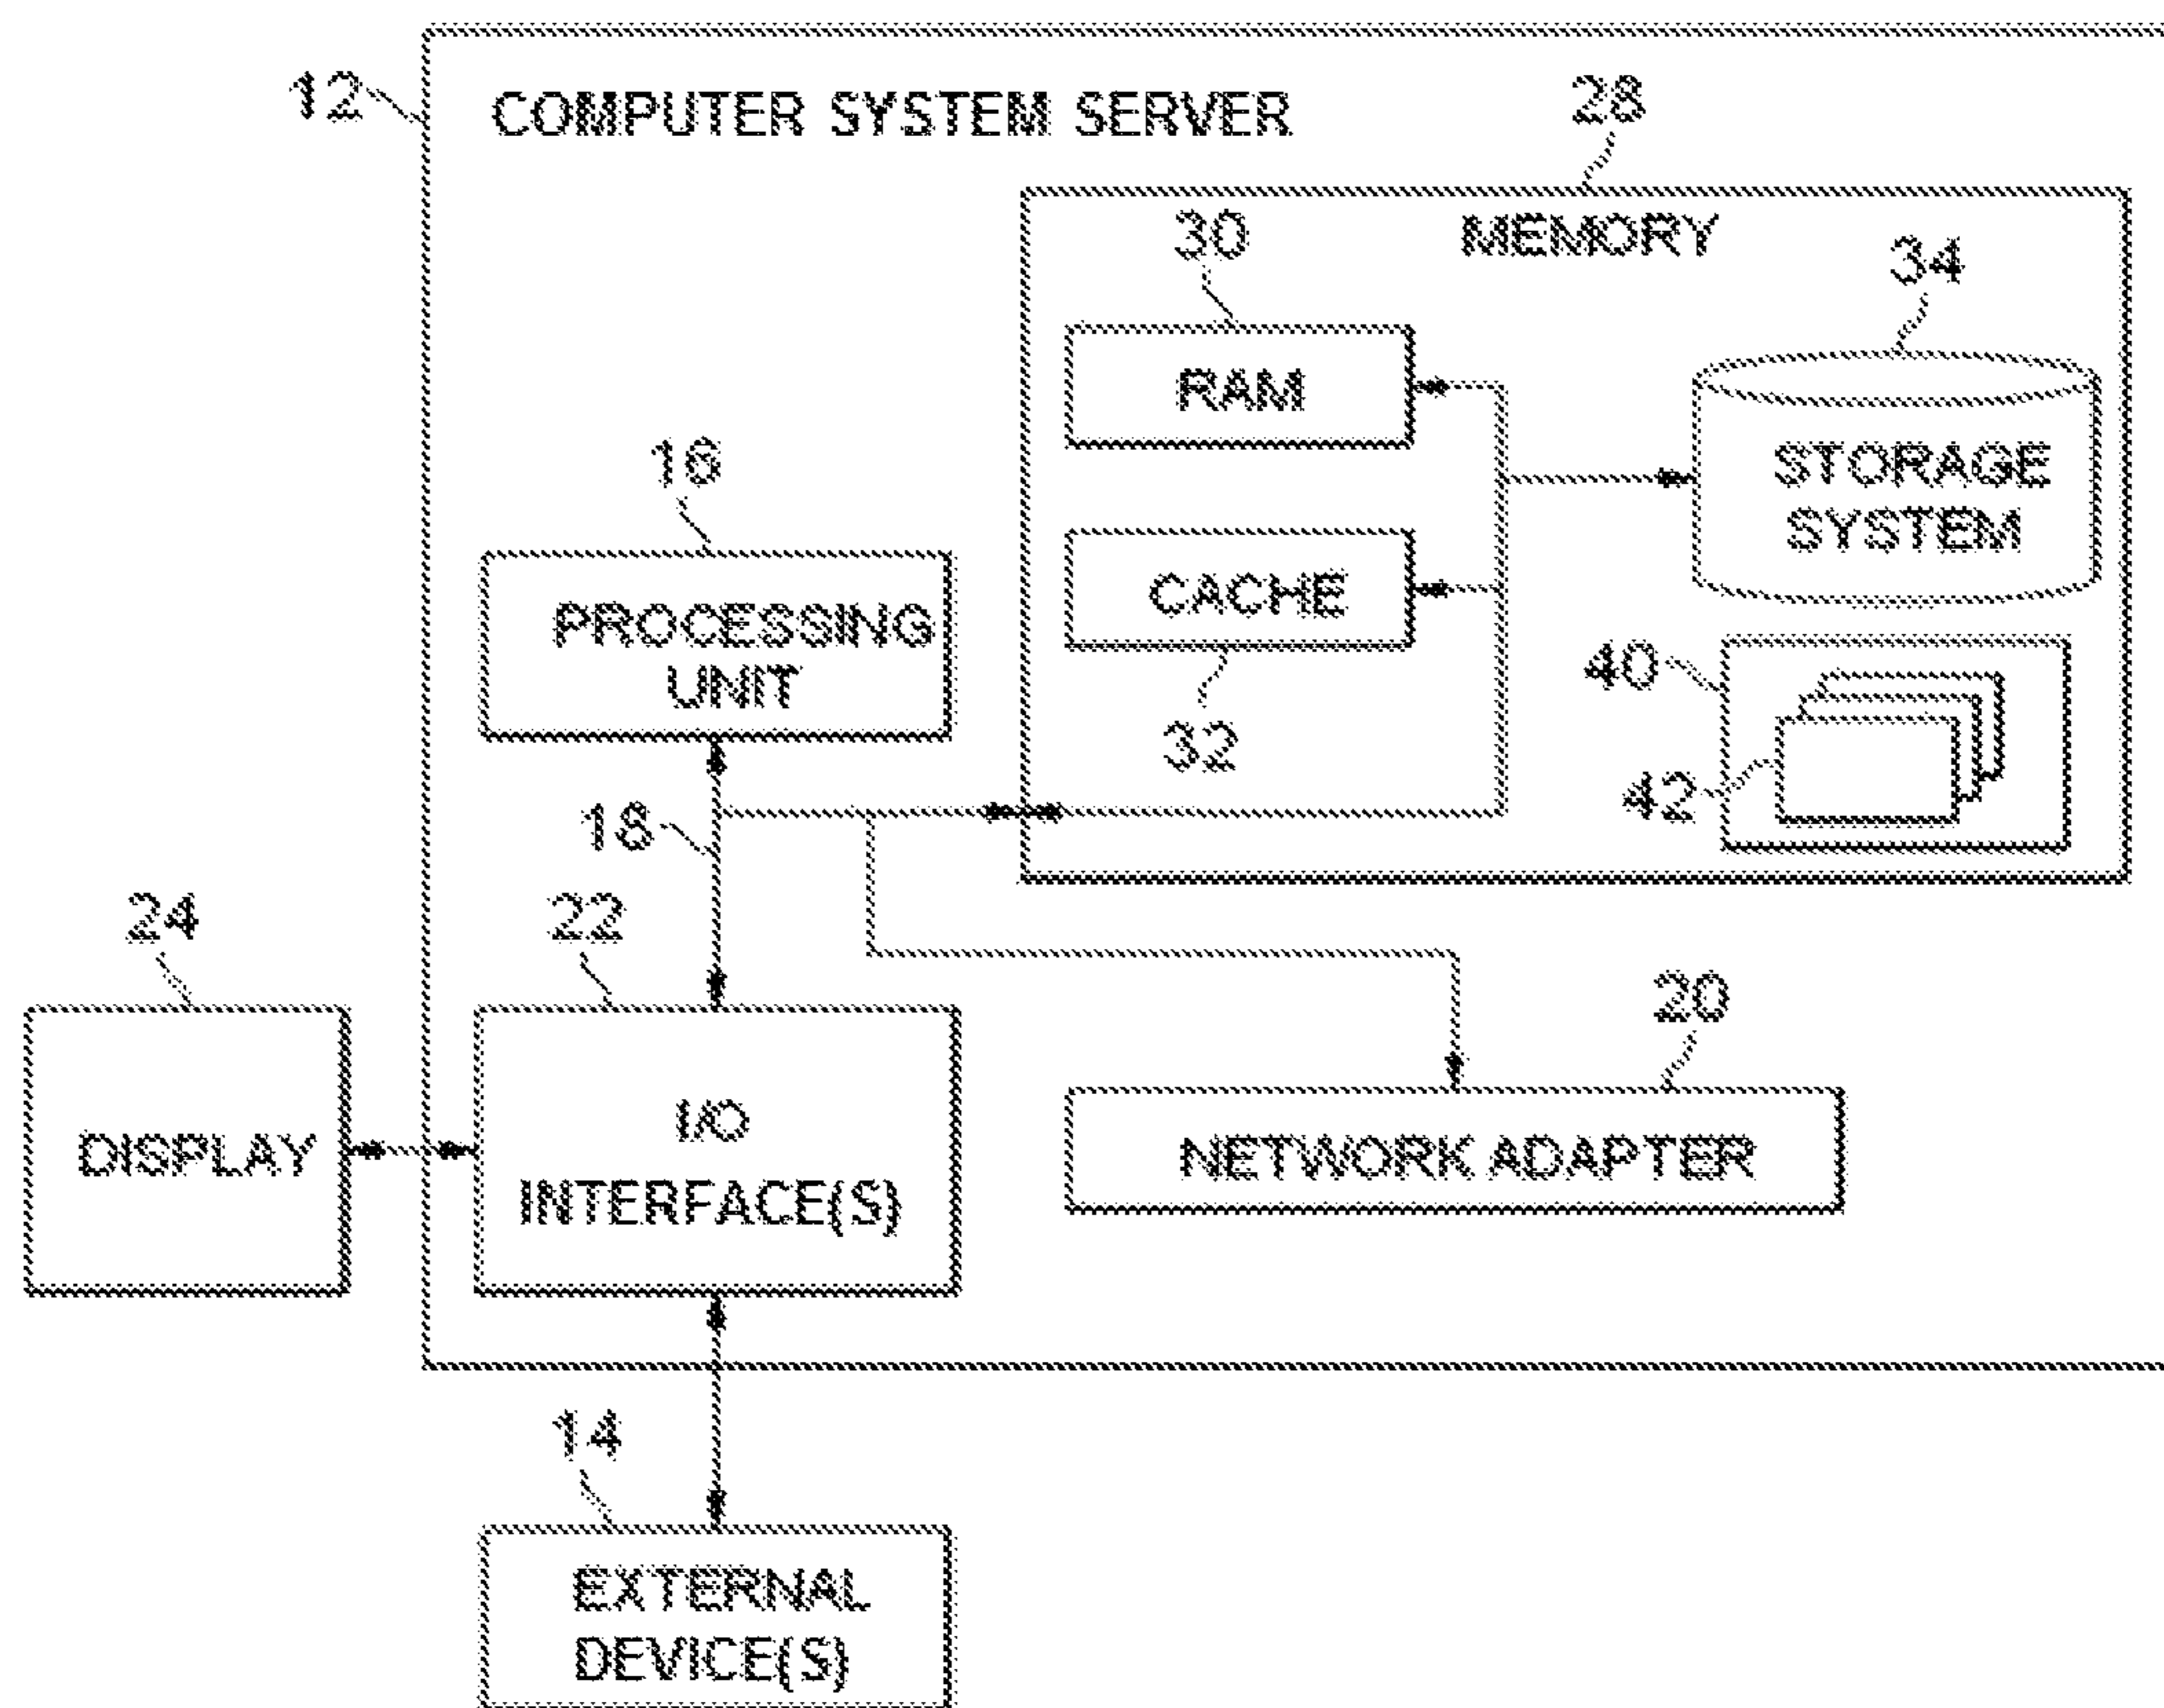 12
COMPUTER SYSTEM SERVER
28
MEMORY
30
34
RAM
STORAGE
SYSTEM
16
CACHE
PROCESSING
UNIT
40
32
42
18
24
22
20
DISPLAY
I/O
INTERFACE(S)
NETWORK ADAPTER
14
EXTERNAL
DEVICE(S)